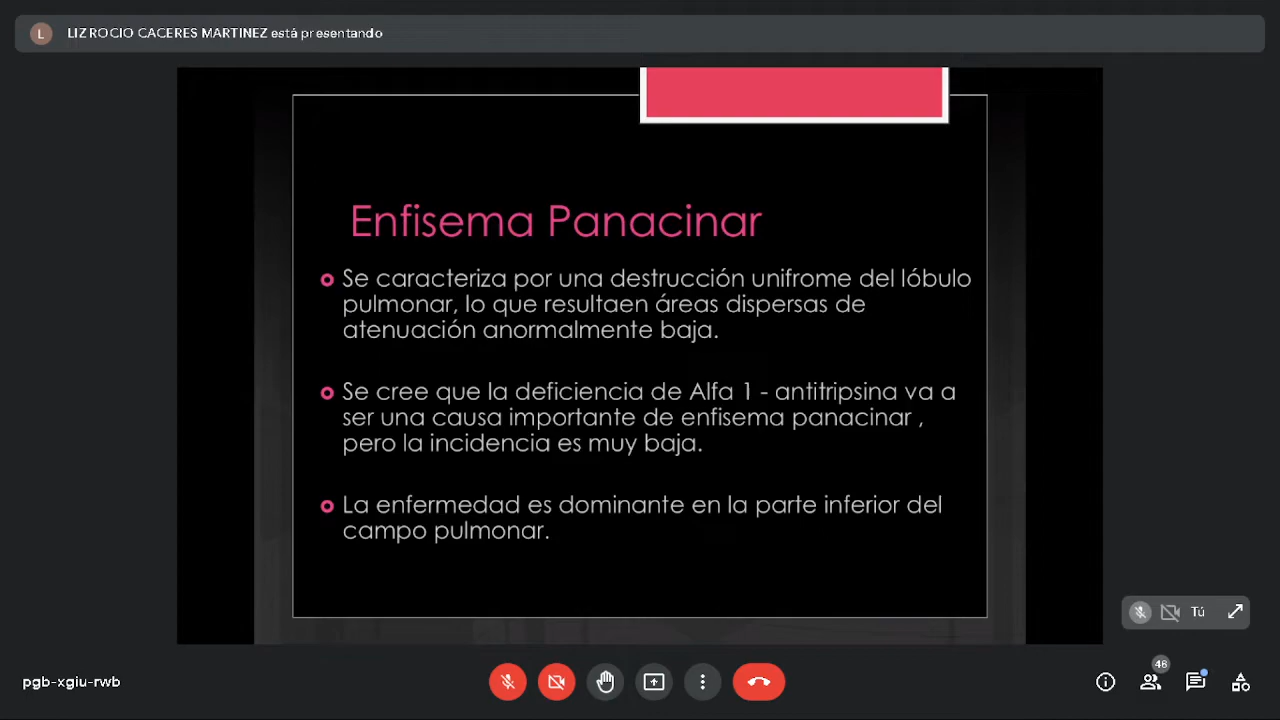 L LIZ ROCIO CACERES MARTINEZ está presentando
Enfisema Panacinar
Se caracteriza por una destrucción unifrome del lóbulo
pulmonar, lo que resultaen áreas dispersas de
atenuación anormalmente baja.
Se cree que la deficiencia de Alfa 1 - antitripsina va a
ser una causa importante de enfisema panacinar ,
pero la incidencia es muy baja.
La enfermedad es dominante en la parte inferior del
campo pulmonar.
Tú
46
pgb-xgiu-rwb